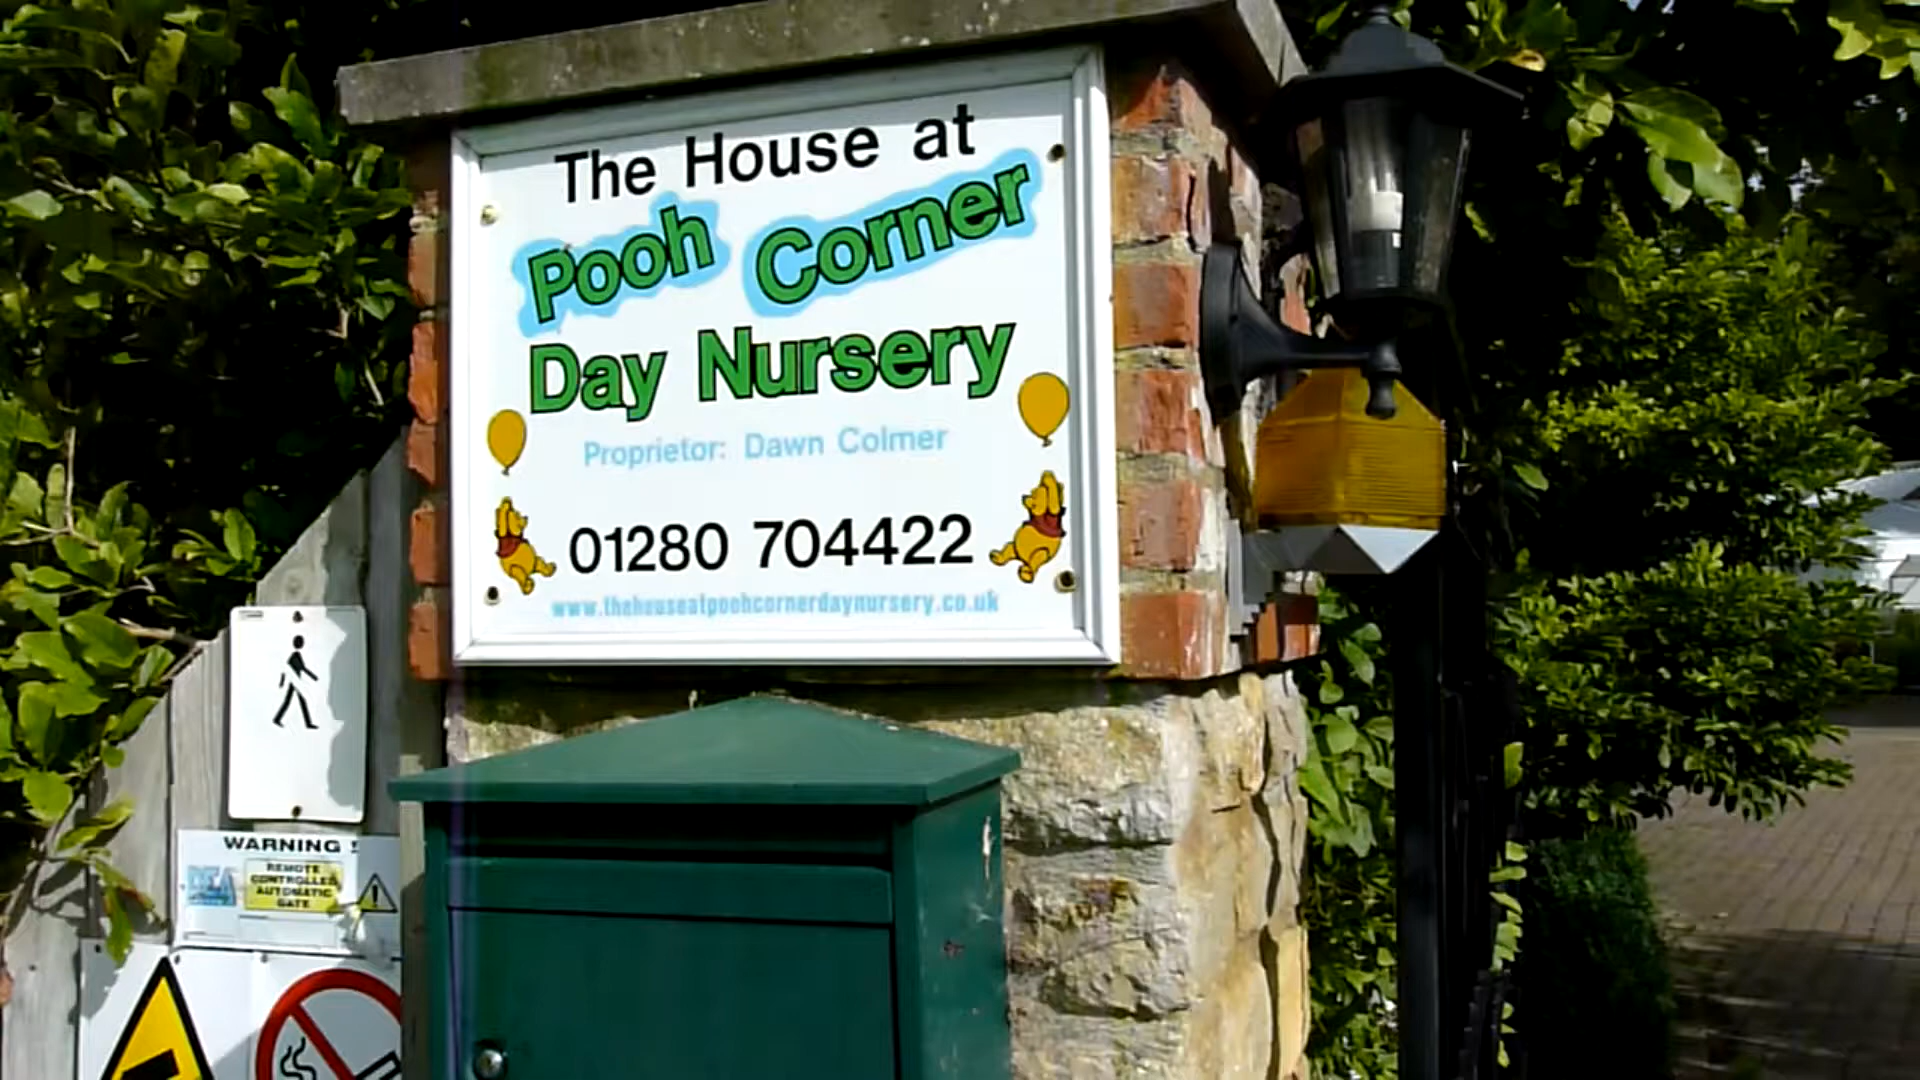 The House at
Pooh Corner
Day Nursery
Proprietor: Dawn Colmer
01280 704422
www.thehouseatpoohcornerdaynursery.co.uk
WARNING !
REMOTE
CONTROLLED
AUTOMATIC
GATE